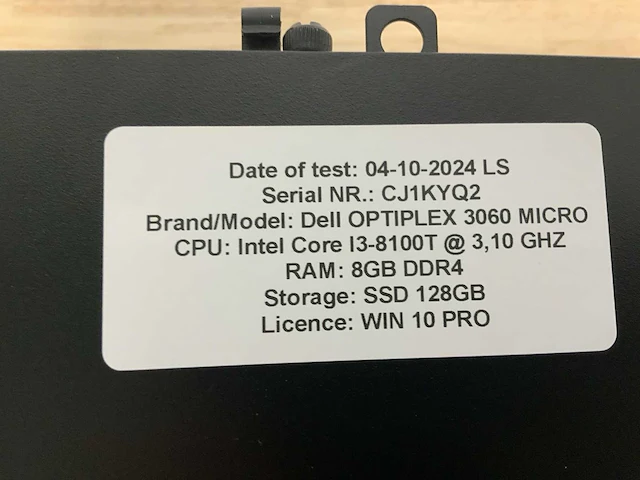 Date of test: 04-10-2024 LS
Serial NR.: CJ1KYQ2
Brand/Model: Dell OPTIPLEX 3060 MICRO
CPU: Intel Core I3-8100T @ 3,10 GHZ
RAM: 8GB DDR4
Storage: SSD 128GB
Licence: WIN 10 PRO